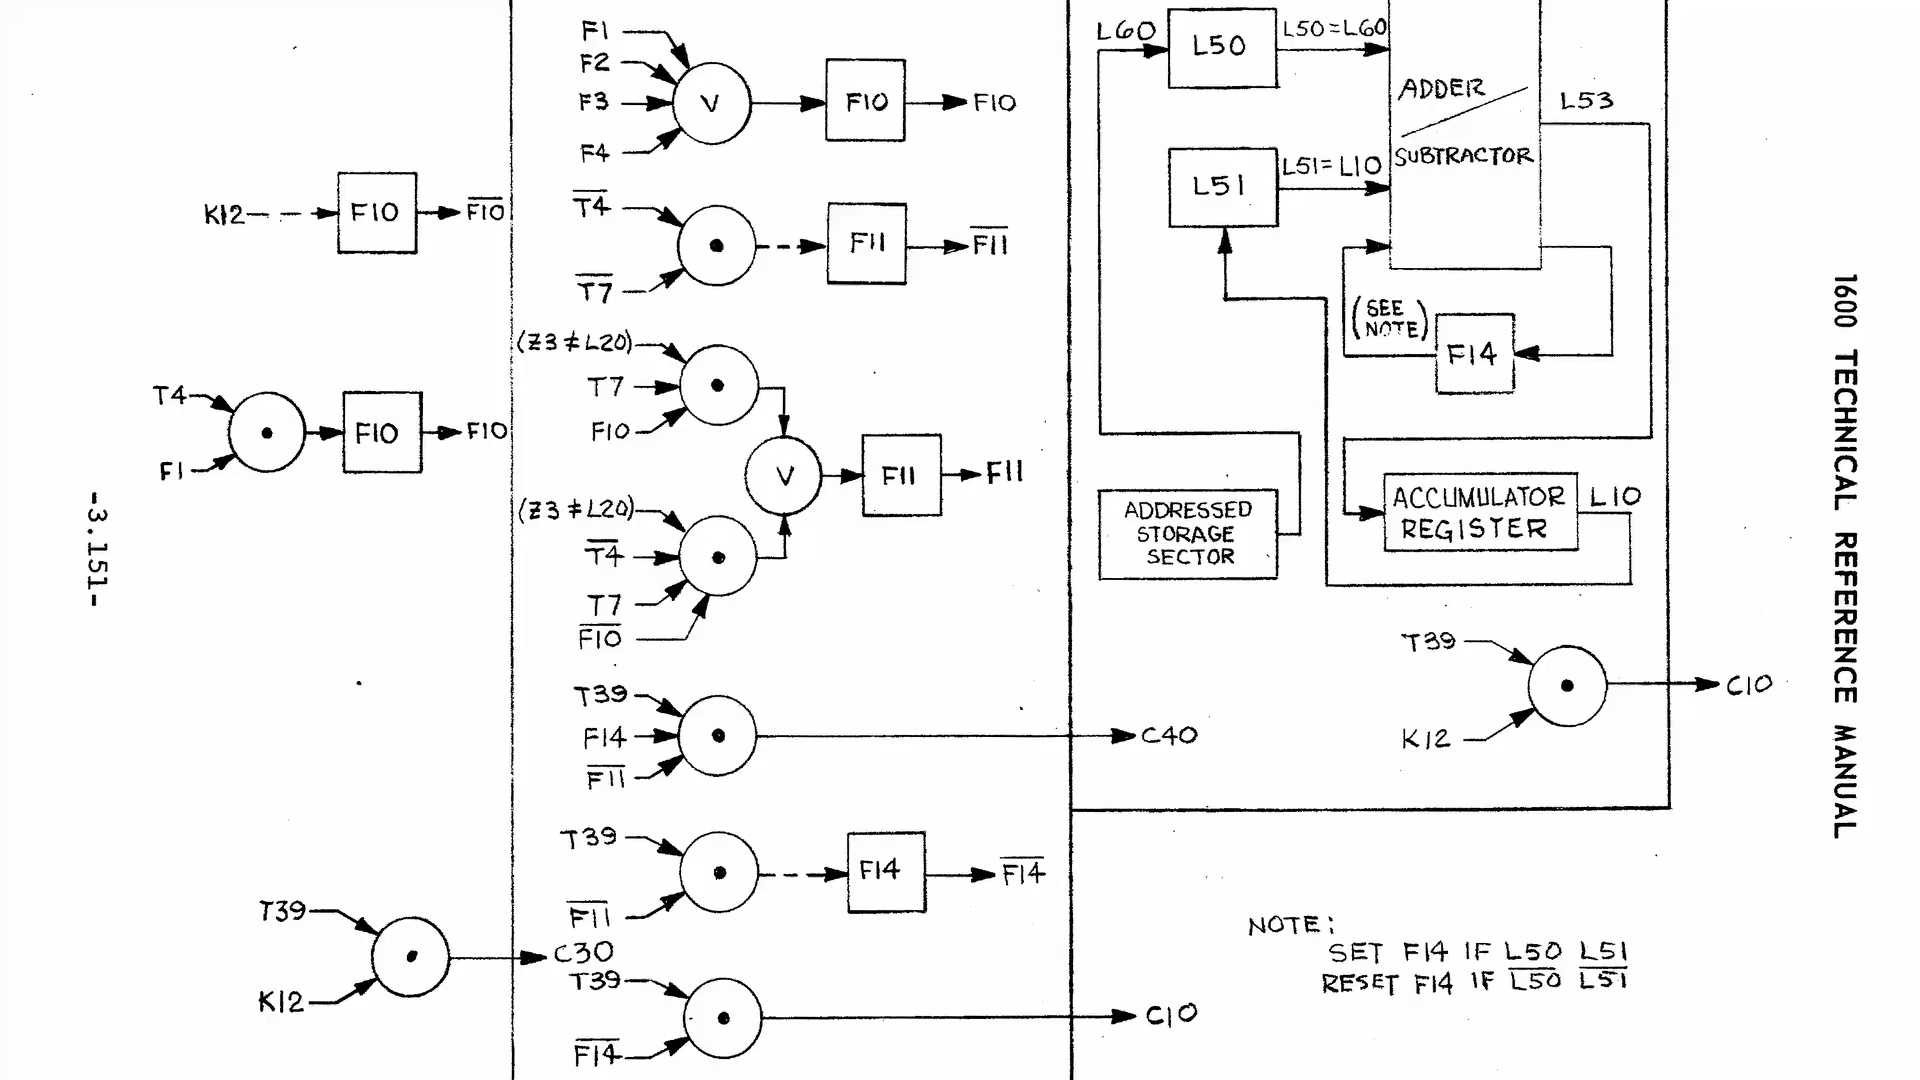 K12
F10
F̅1̅0̅
T4
F1
F10
F10
T39
K12
C30
F1
F2
F3
F4
V
F10
F10
T̅4̅
T̅7̅
F11
F̅1̅1̅
(Z3 ≠ L20)
T7
F10
V
F11
F11
(Z3 ≠ L20)
T̅4̅
T7
F̅1̅0̅
T39
F14
F̅1̅1̅
C40
T39
F̅1̅1̅
F14
F̅1̅4̅
T39
F̅1̅4̅
C10
L60
L50
L50=L60
ADDER
SUBTRACTOR
L53
L51
L51=L10
(SEE
NOTE)
F14
ADDRESSED
STORAGE
SECTOR
ACCUMULATOR
REGISTER
L10
T39
K12
C10
NOTE:
SET F14 IF L50 L51
RESET F14 IF L̅5̅0̅ L̅5̅1̅
1600 TECHNICAL REFERENCE MANUAL
-3.151-